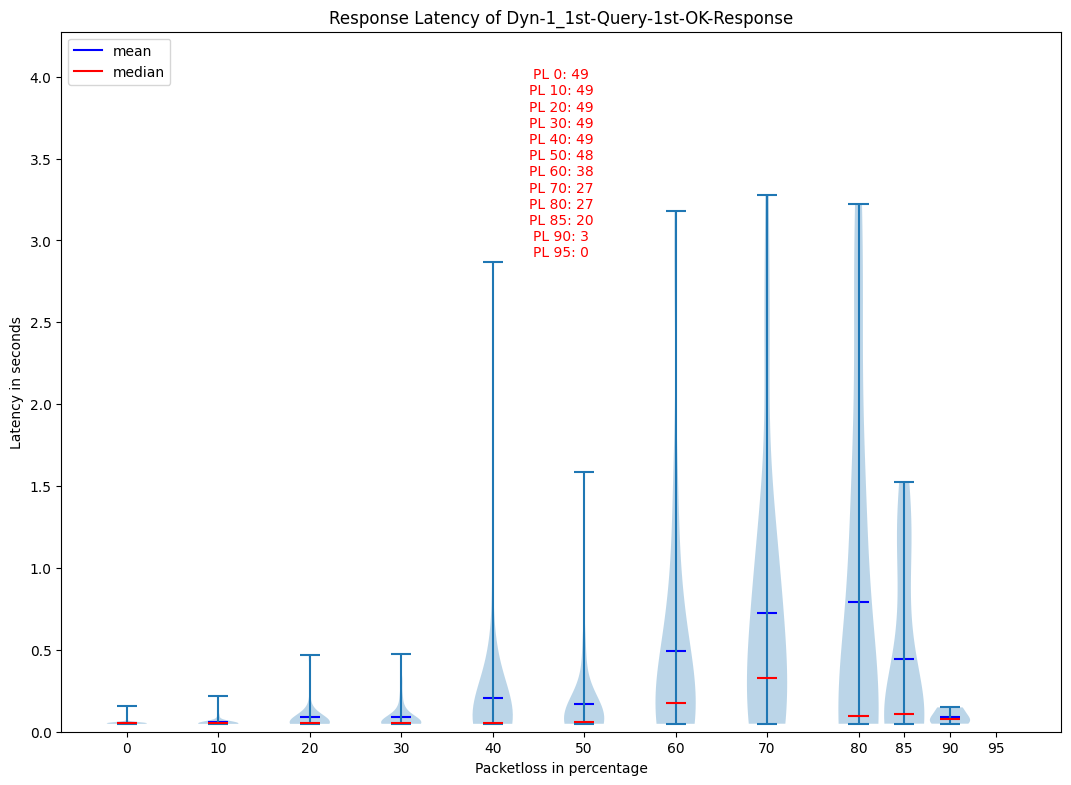 Response Latency of Dyn-1_1st-Query-1st-OK-Response
mean
median
PL 0: 49
PL 10: 49
PL 20: 49
PL 30: 49
PL 40: 49
PL 50: 48
PL 60: 38
PL 70: 27
PL 80: 27
PL 85: 20
PL 90: 3
PL 95: 0
4.0
3.5
3.0
2.5
2.0
1.5
1.0
0.5
0.0
Latency in seconds
0 10 20 30 40 50 60 70 80 85 90 95
Packetloss in percentage